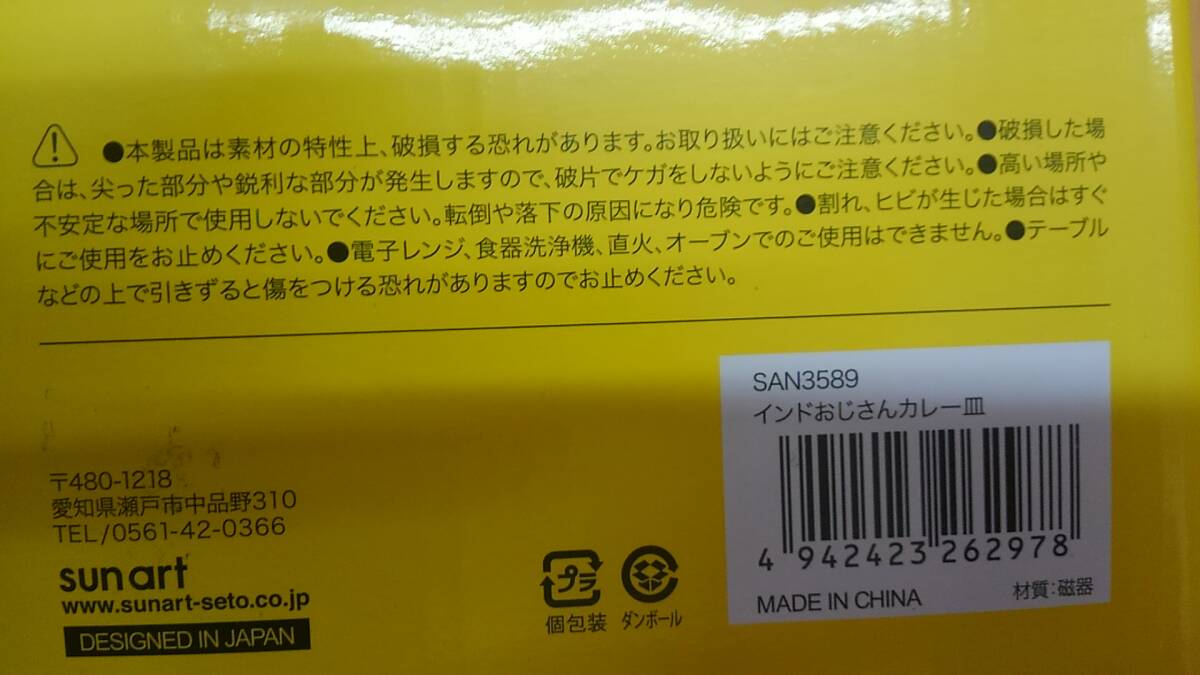 ●本製品は素材の特性上、破損する恐れがあります。お取り扱いにはご注意ください。●破損した場
合は、尖った部分や鋭利な部分が発生しますので、破片でケガをしないようにご注意ください。●高い場所や
不安定な場所で使用しないでください。転倒や落下の原因になり危険です。●割れ、ヒビが生じた場合はすぐ
にご使用をお止めください。●電子レンジ、食器洗浄機、直火、オーブンでのご使用はできません。●テーブル
などの上で引きずると傷をつける恐れがありますのでお止めください。
〒480-1218
愛知県瀬戸市中品野310
TEL/0561-42-0366
sunart
www.sunart-seto.co.jp
DESIGNED IN JAPAN
プラ
個包装
ダンボール
SAN3589
インドおじさんカレー皿
4 942423 262978
MADE IN CHINA
材質:磁器